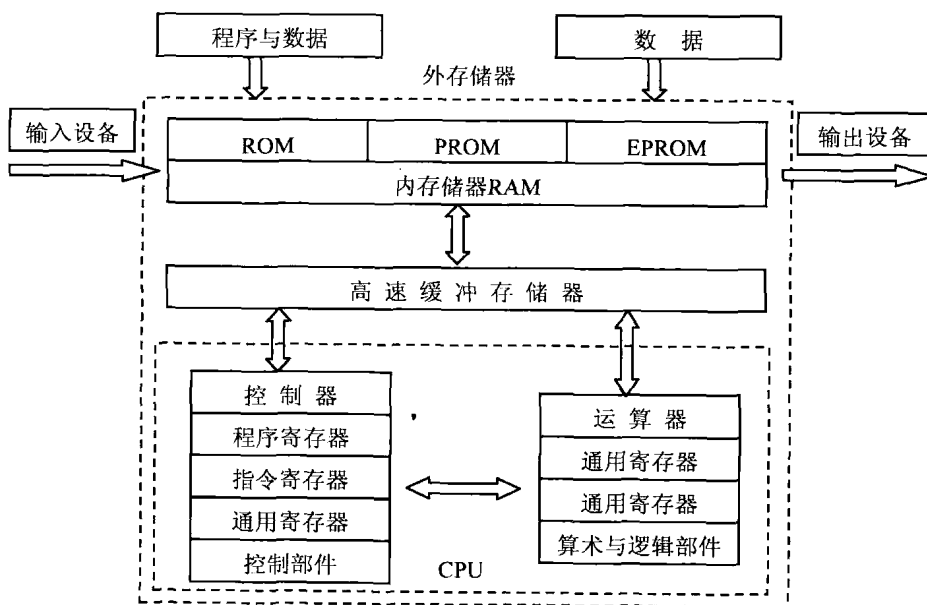 程序与数据
数 据
外存储器
输入设备
输出设备
ROM
PROM
EPROM
内存储器RAM
高速缓冲存储器
控制器
程序寄存器
指令寄存器
通用寄存器
控制部件
运算器
通用寄存器
通用寄存器
算术与逻辑部件
CPU